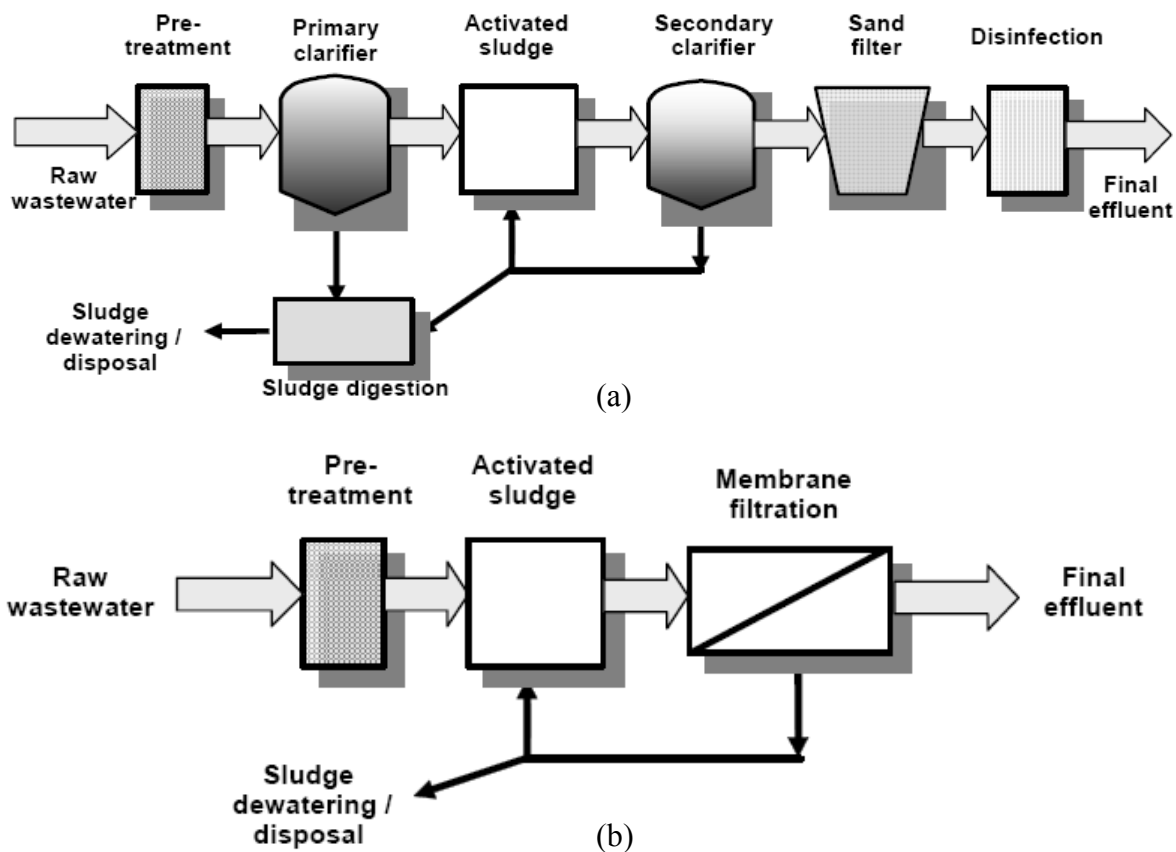 Pre-
treatment
Primary
clarifier
Activated
sludge
Secondary
clarifier
Sand
filter
Disinfection
Raw
wastewater
Final
effluent
Sludge
dewatering /
disposal
Sludge digestion
(a)
Pre-
treatment
Activated
sludge
Membrane
filtration
Raw
wastewater
Final
effluent
Sludge
dewatering /
disposal
(b)